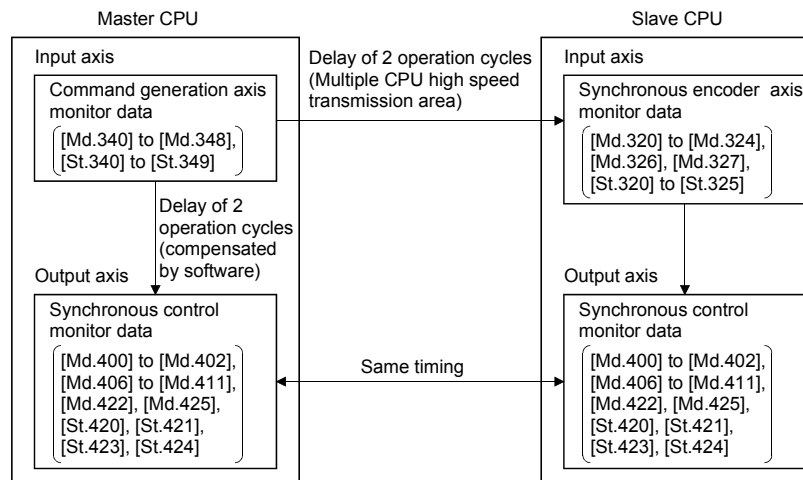 Master CPU
Input axis
Command generation axis
monitor data
[Md.340] to [Md.348],
[St.340] to [St.349]
Delay of 2
operation cycles
(compensated
by software)
Output axis
Synchronous control
monitor data
[Md.400] to [Md.402],
[Md.406] to [Md.411],
[Md.422], [Md.425],
[St.420], [St.421],
[St.423], [St.424]
Delay of 2 operation cycles
(Multiple CPU high speed
transmission area)
Same timing
Slave CPU
Input axis
Synchronous encoder axis
monitor data
[Md.320] to [Md.324],
[Md.326], [Md.327],
[St.320] to [St.325]
Output axis
Synchronous control
monitor data
[Md.400] to [Md.402],
[Md.406] to [Md.411],
[Md.422], [Md.425],
[St.420], [St.421],
[St.423], [St.424]